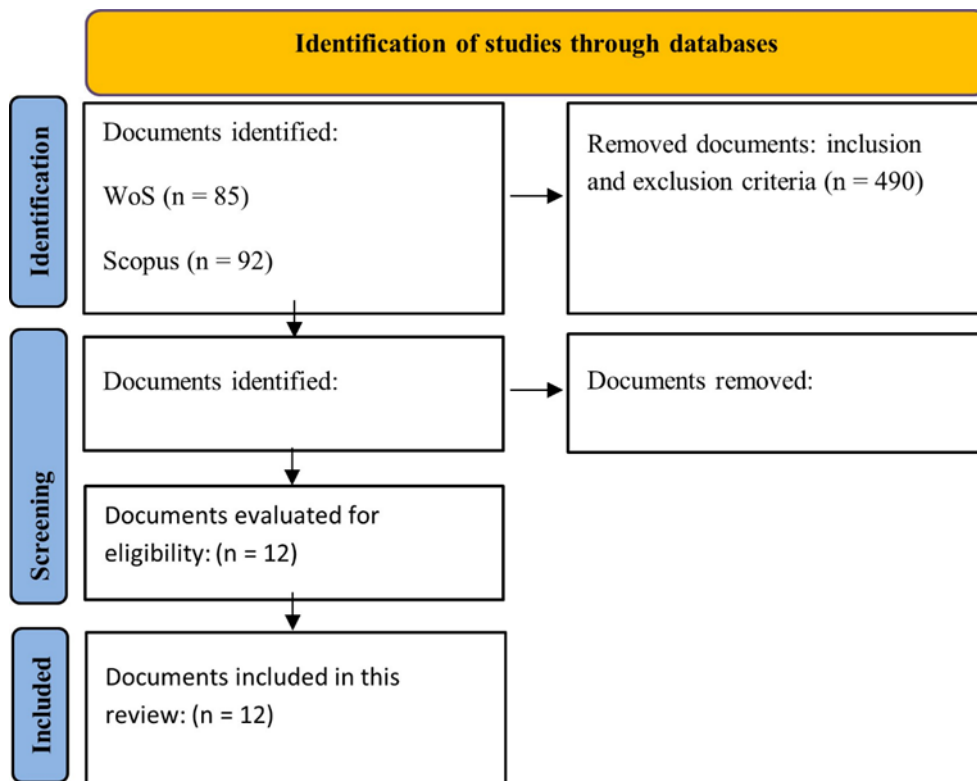 Identification of studies through databases
Identification
Documents identified:
WoS (n = 85)
Scopus (n = 92)
Removed documents: inclusion
and exclusion criteria (n = 490)
Screening
Documents identified:
Documents removed:
Documents evaluated for
eligibility: (n = 12)
Included
Documents included in this
review: (n = 12)